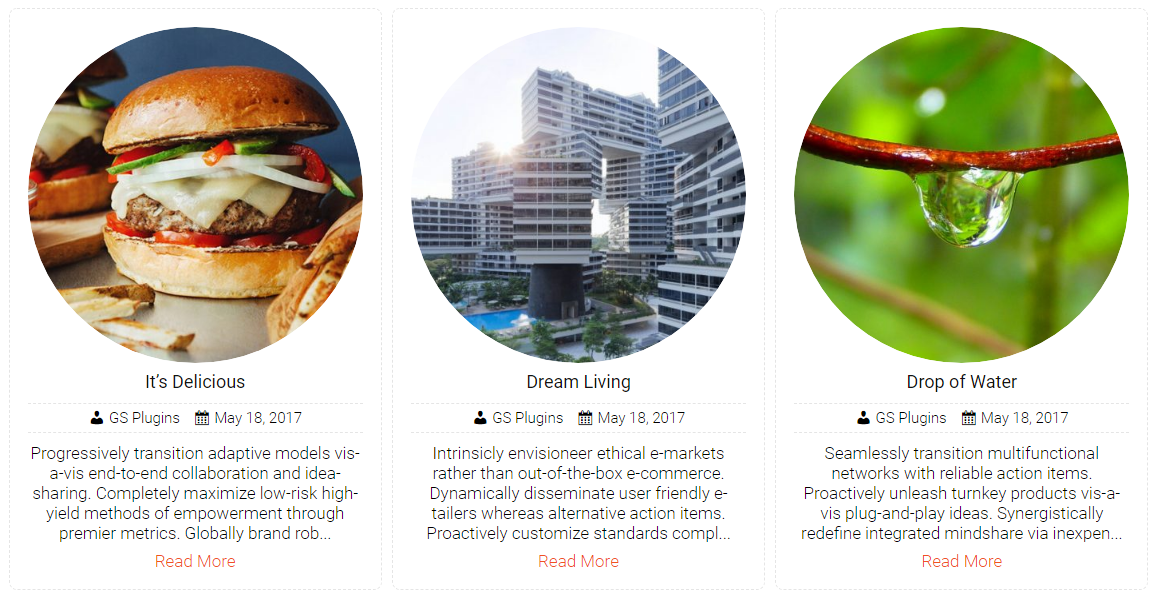 It’s Delicious
GS Plugins May 18, 2017
Progressively transition adaptive models vis-
a-vis end-to-end collaboration and idea-
sharing. Completely maximize low-risk high-
yield methods of empowerment through
premier metrics. Globally brand rob...
Read More
Dream Living
GS Plugins May 18, 2017
Intrinsicly envisioneer ethical e-markets
rather than out-of-the-box e-commerce.
Dynamically disseminate user friendly e-
tailers whereas alternative action items.
Proactively customize standards compl...
Read More
Drop of Water
GS Plugins May 18, 2017
Seamlessly transition multifunctional
networks with reliable action items.
Proactively unleash turnkey products vis-a-
vis plug-and-play ideas. Synergistically
redefine integrated mindshare via inexpen...
Read More